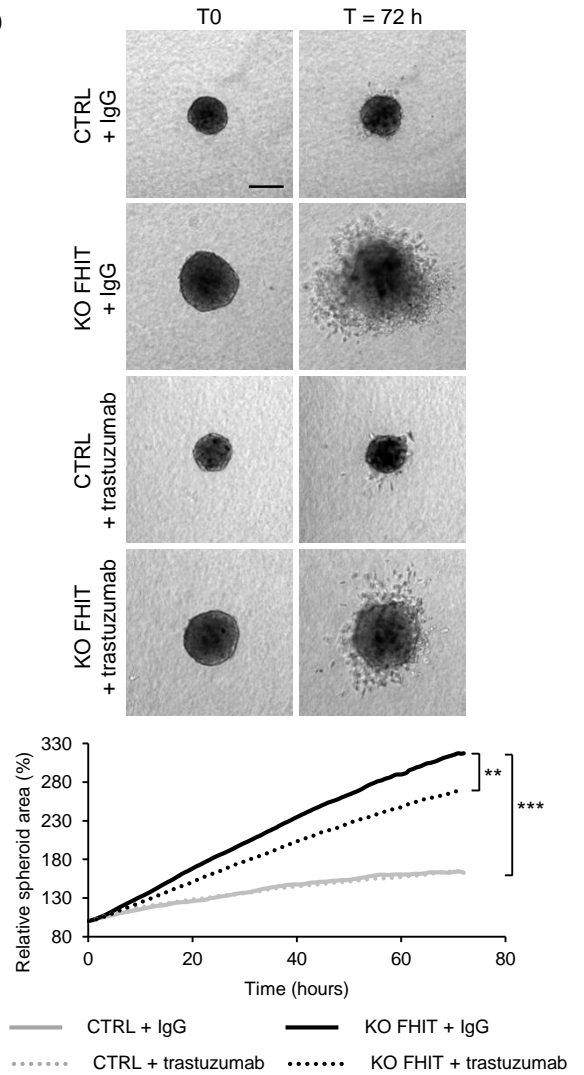 )
T0
T = 72 h
CTRL
+ IgG
KO FHIT
+ IgG
CTRL
+ trastuzumab
KO FHIT
+ trastuzumab
330
280
230
180
130
80
Relative spheroid area (%)
**
***
0
20
40
60
80
Time (hours)
CTRL + IgG
KO FHIT + IgG
CTRL + trastuzumab
KO FHIT + trastuzumab